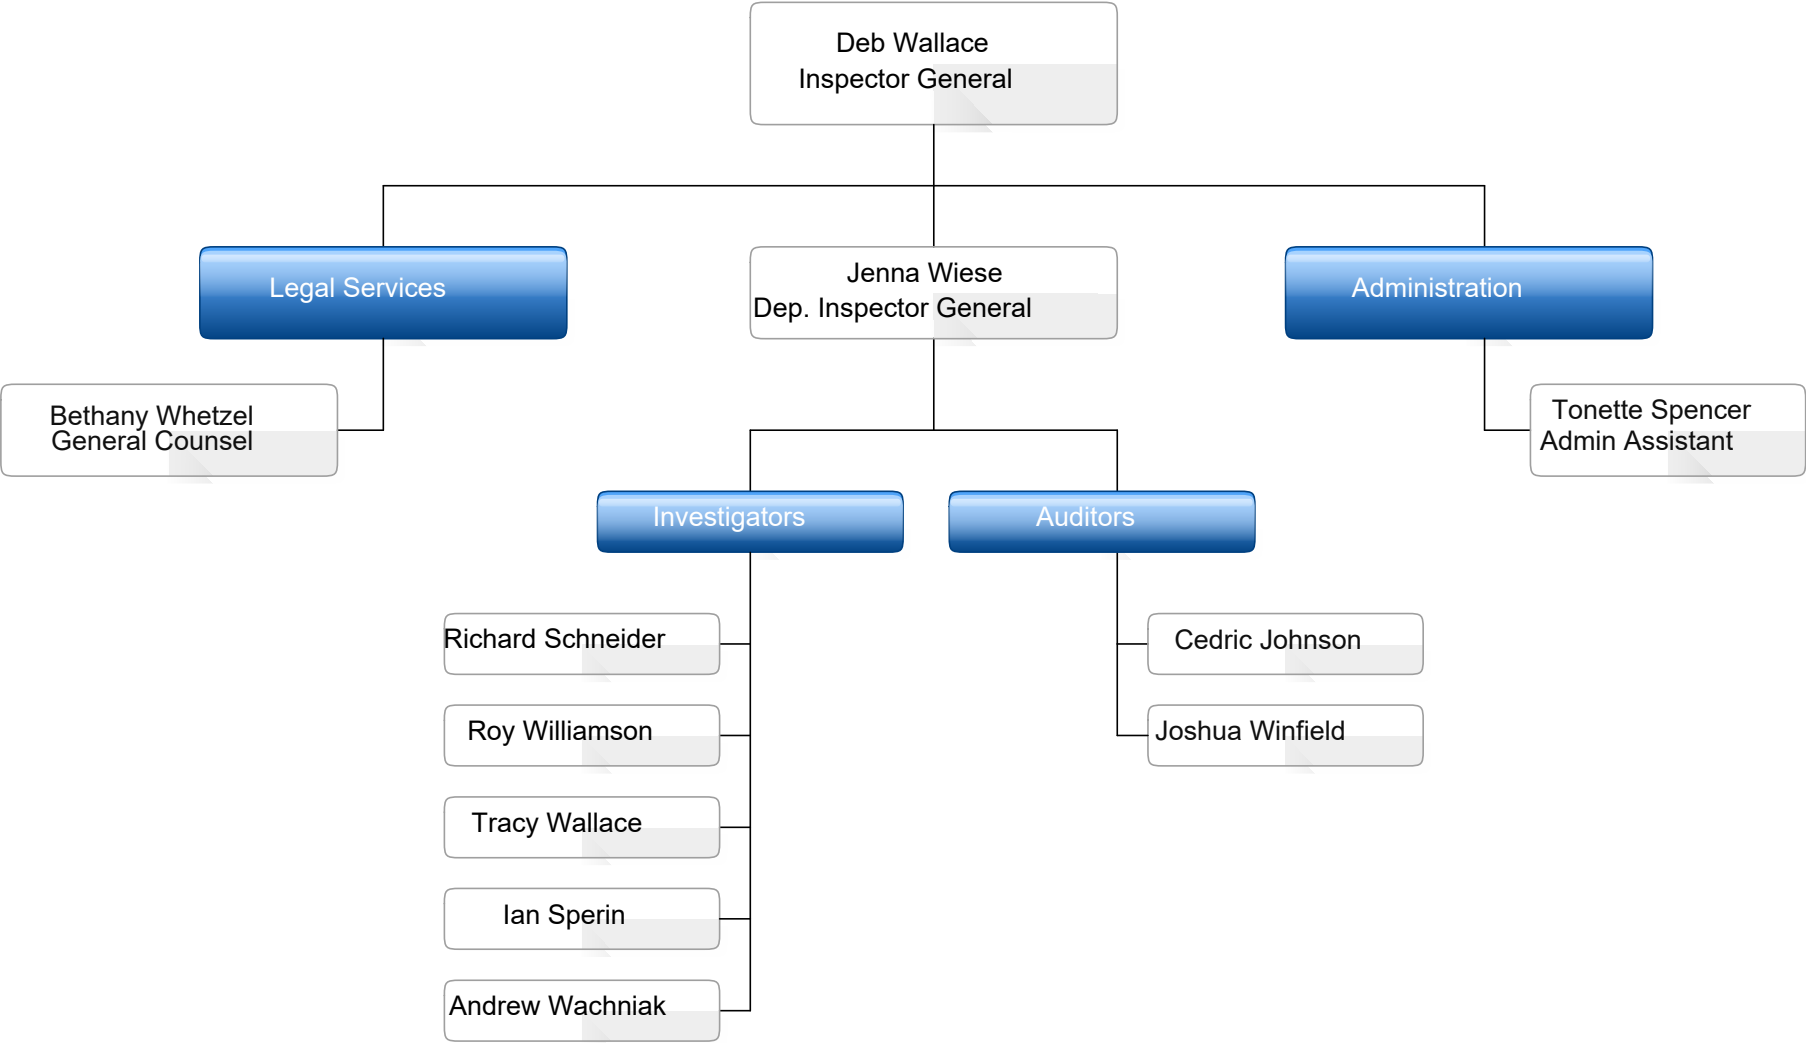 Deb Wallace
Inspector General
Legal Services
Jenna Wiese
Dep. Inspector General
Administration
Bethany Whetzel
General Counsel
Tonette Spencer
Admin Assistant
Investigators
Auditors
Richard Schneider
Cedric Johnson
Roy Williamson
Joshua Winfield
Tracy Wallace
Ian Sperin
Andrew Wachniak